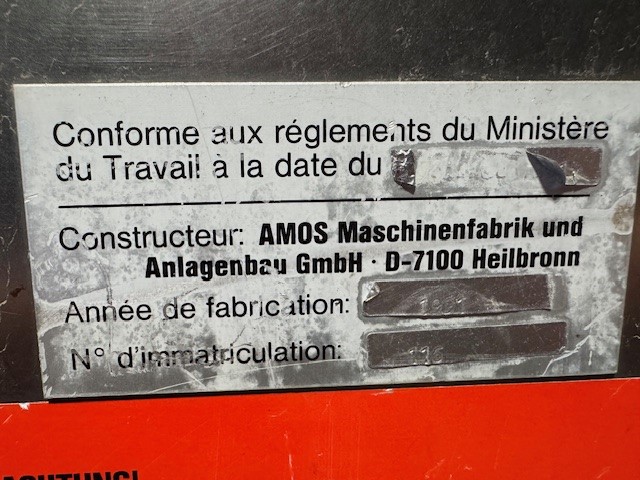 Conforme aux réglements du Ministère
du Travail à la date du
Constructeur: AMOS Maschinenfabrik und
Anlagenbau GmbH · D-7100 Heilbronn
Année de fabrication:
N° d'immatriculation:
ACHTUNG!